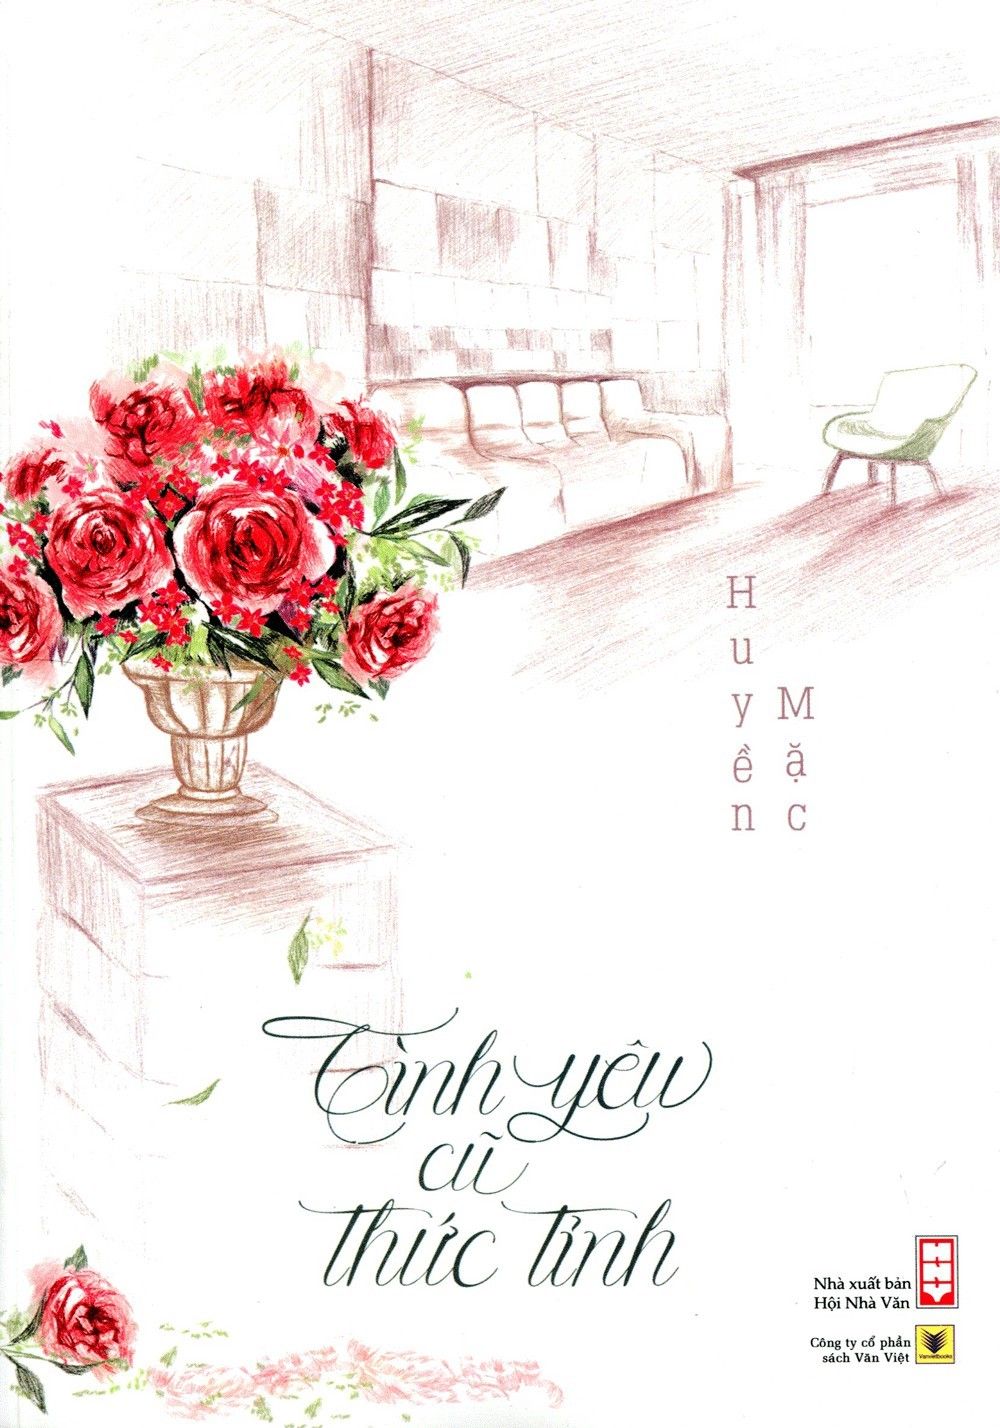 Huyền
Mặc
Tình yêu
cũ
thức tỉnh
Nhà xuất bản
Hội Nhà Văn
Công ty cổ phần
sách Văn Việt
Vanvietbooks